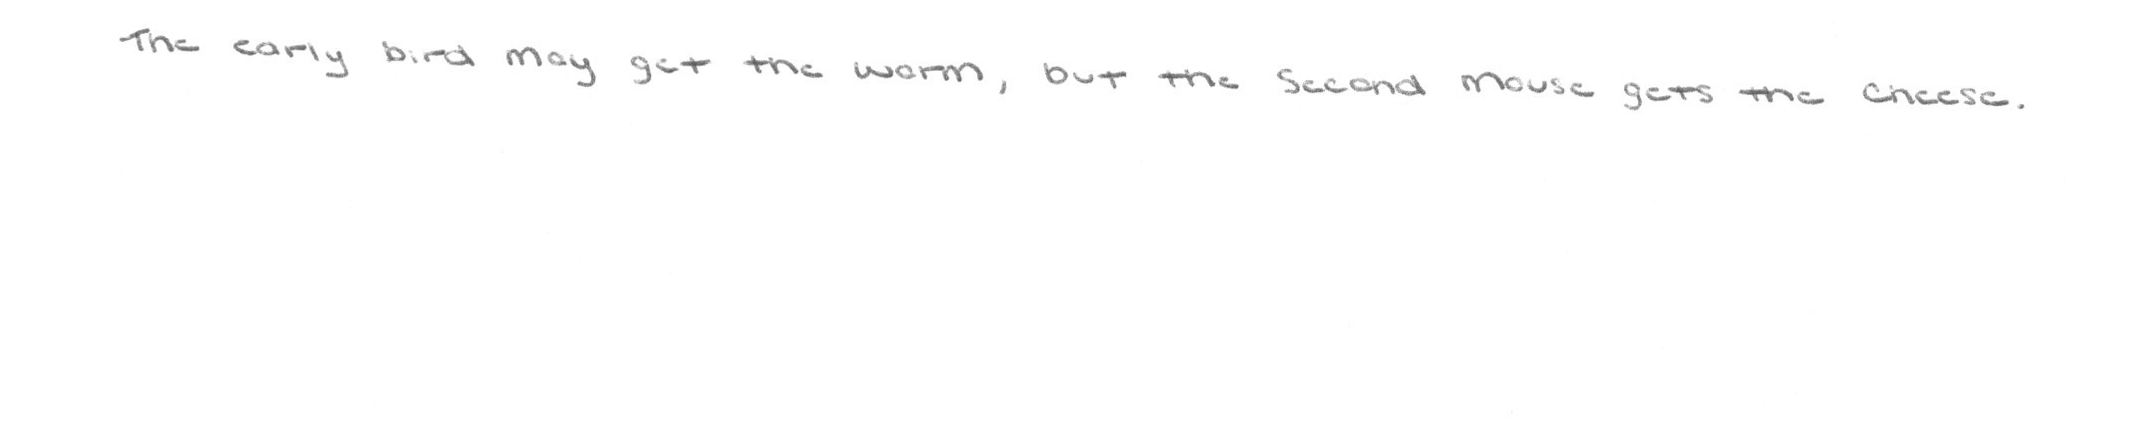 The early bird may get the worm, but the second mouse gets the cheese.